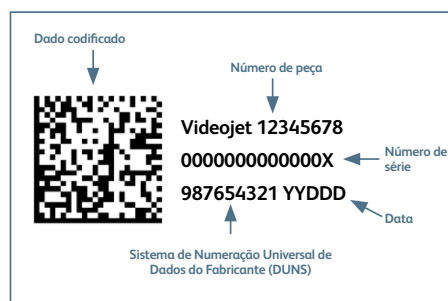 Dado codificado
Número de peça
Videojet 12345678
0000000000000X
Número de
série
987654321 YYDDD
Data
Sistema de Numeração Universal de
Dados do Fabricante (DUNS)